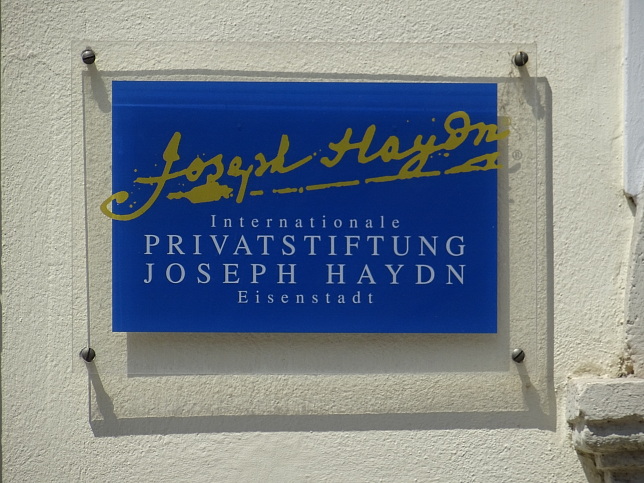 Joseph Haydn ®
Internationale
PRIVATSTIFTUNG
JOSEPH HAYDN
Eisenstadt